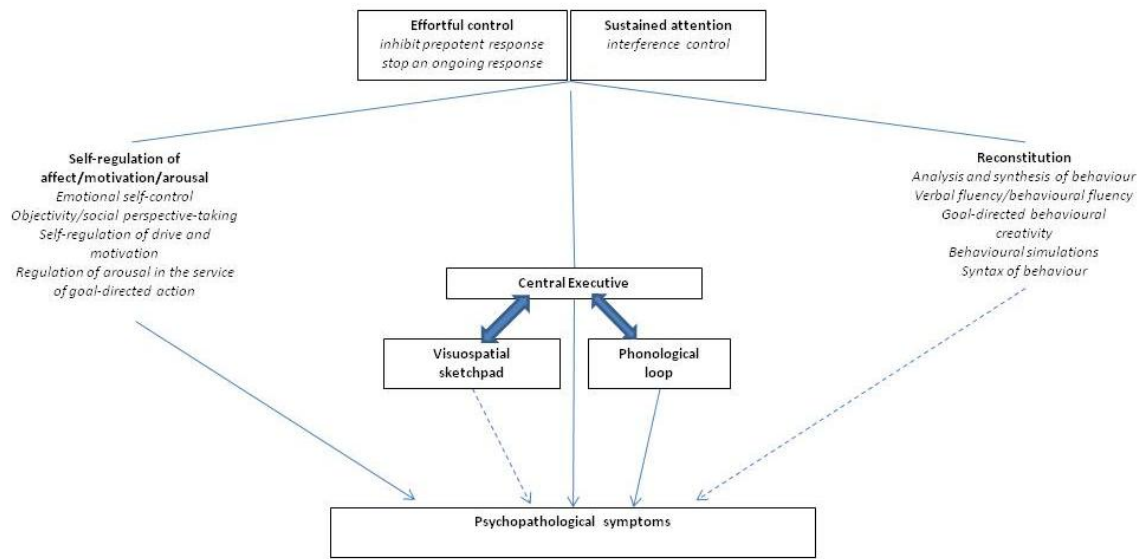 Effortful control
inhibit prepotent response
stop an ongoing response
Sustained attention
interference control
Self-regulation of
affect/motivation/arousal
Emotional self-control
Objectivity/social perspective-taking
Self-regulation of drive and
motivation
Regulation of arousal in the service
of goal-directed action
Reconstitution
Analysis and synthesis of behaviour
Verbal fluency/behavioural fluency
Goal-directed behavioural
creativity
Behavioural simulations
Syntax of behaviour
Central Executive
Visuospatial
sketchpad
Phonological
loop
Psychopathological symptoms